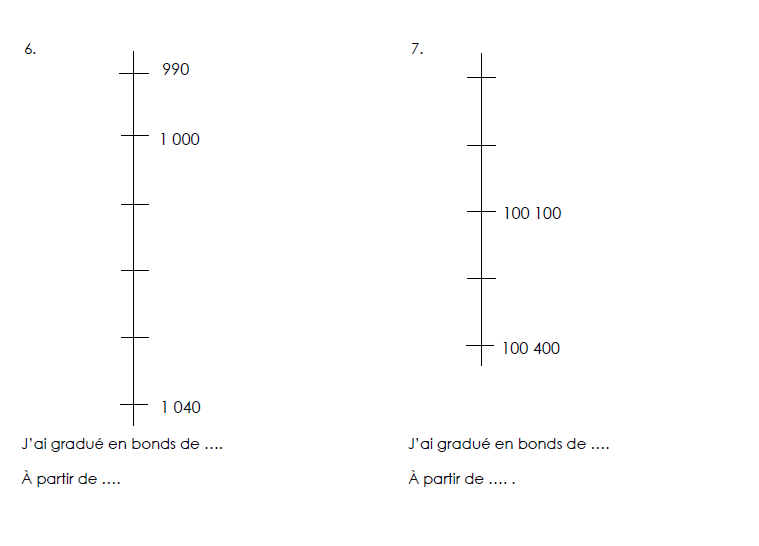 6.
990
1 000
1 040
J'ai gradué en bonds de ….
À partir de ….
7.
100 100
100 400
J'ai gradué en bonds de ….
À partir de …. .